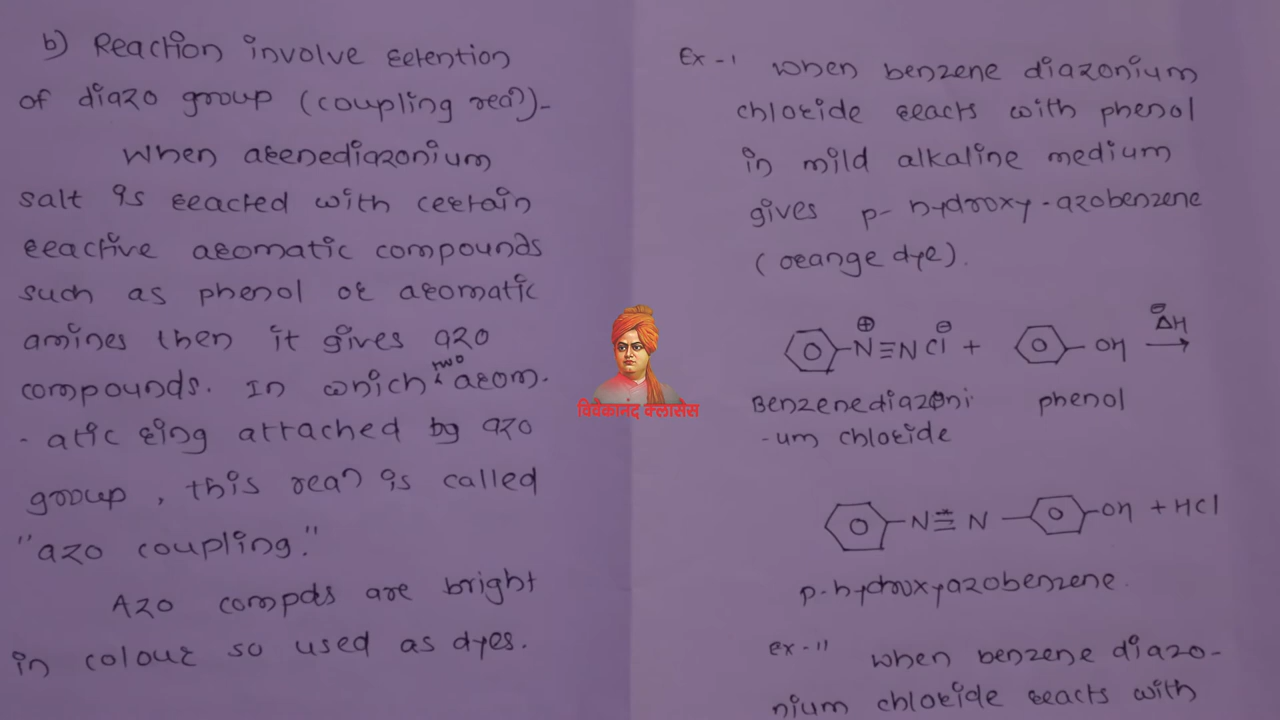 b) Reaction involve retention
of diazo group (coupling rea^n)-
When arenediazonium
salt is reacted with certain
reactive aromatic compounds
such as phenol or aromatic
amines then it gives azo
compounds. In which two arom-
-atic ring attached by azo
group, this rea^n is called
"azo coupling."
Azo compds are bright
in colour so used as dyes.
Ex-1 When benzene diazonium
chloride reacts with phenol
in mild alkaline medium
gives p-hydroxy-azobenzene
(orange dye).
N≡N Cl + OH ΔH
⊕ ⊖ ⊖
Benzenediazoni phenol
-um chloride
N≡N OH + HCl
p-hydroxyazobenzene.
Ex-11 when benzene diazo-
nium chloride reacts with
विवेकानंद क्लासेस